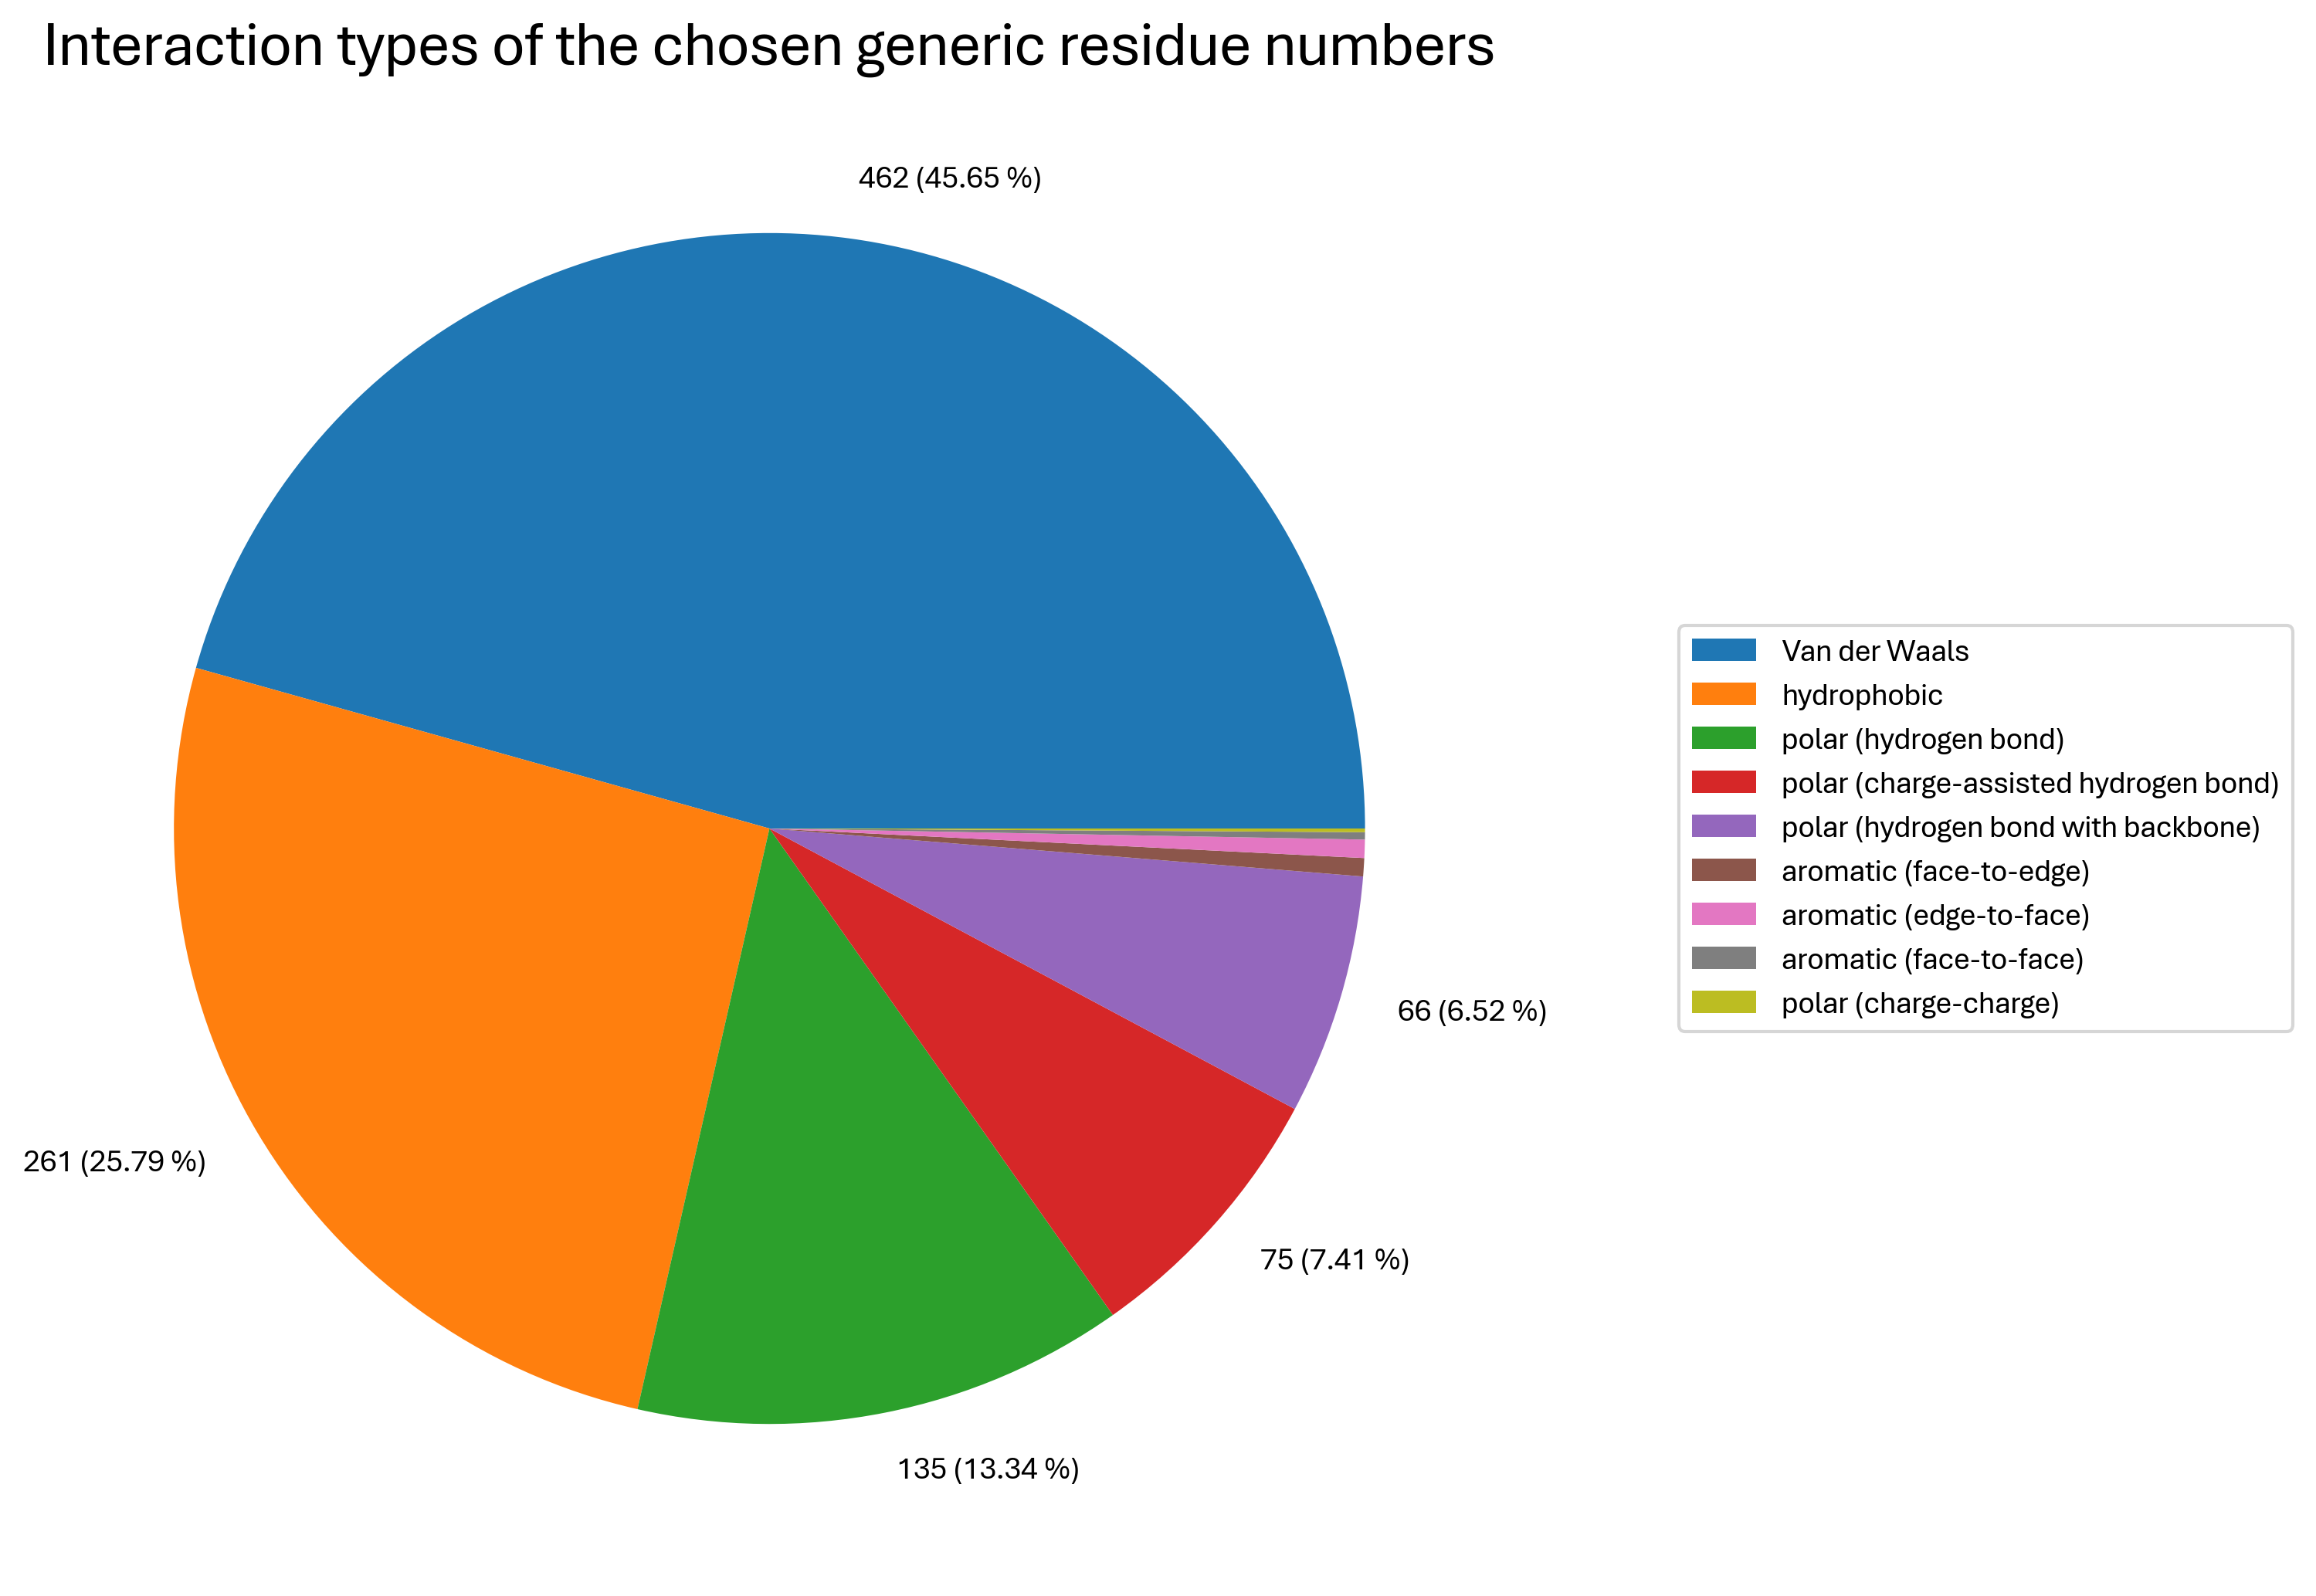 Interaction types of the chosen generic residue numbers
462 (45.65 %)
261 (25.79 %)
135 (13.34 %)
75 (7.41 %)
66 (6.52 %)
Van der Waals
hydrophobic
polar (hydrogen bond)
polar (charge-assisted hydrogen bond)
polar (hydrogen bond with backbone)
aromatic (face-to-edge)
aromatic (edge-to-face)
aromatic (face-to-face)
polar (charge-charge)